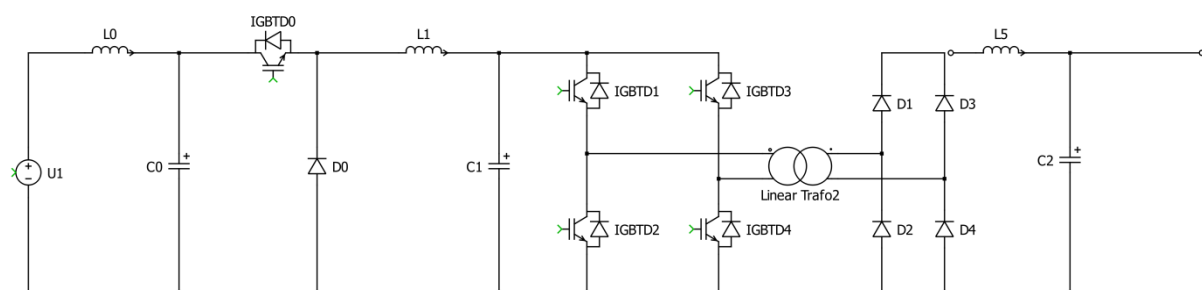 IGBTD0
L0
L1
L5
IGBTD1
IGBTD3
D1
D3
U1
C0
D0
C1
C2
Linear Trafo2
IGBTD2
IGBTD4
D2
D4